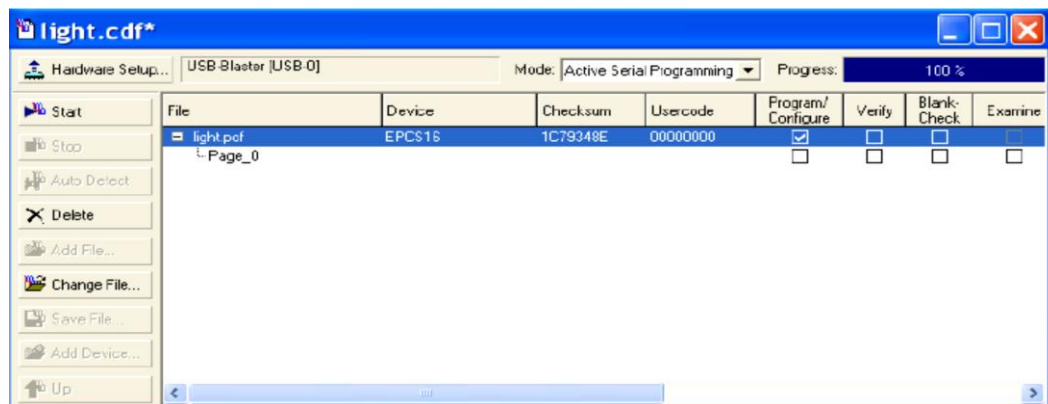 light.cdf*
Hardware Setup... USB-Blaster [USB-0] Mode: Active Serial Programming Progress: 100 %
Start
Stop
Auto Detect
Delete
Add File...
Change File...
Save File...
Add Device...
Up
File Device Checksum Usercode Program/ Configure Verify Blank- Check Examine
light.pof EPCS16 1C79348E 00000000
Page_0